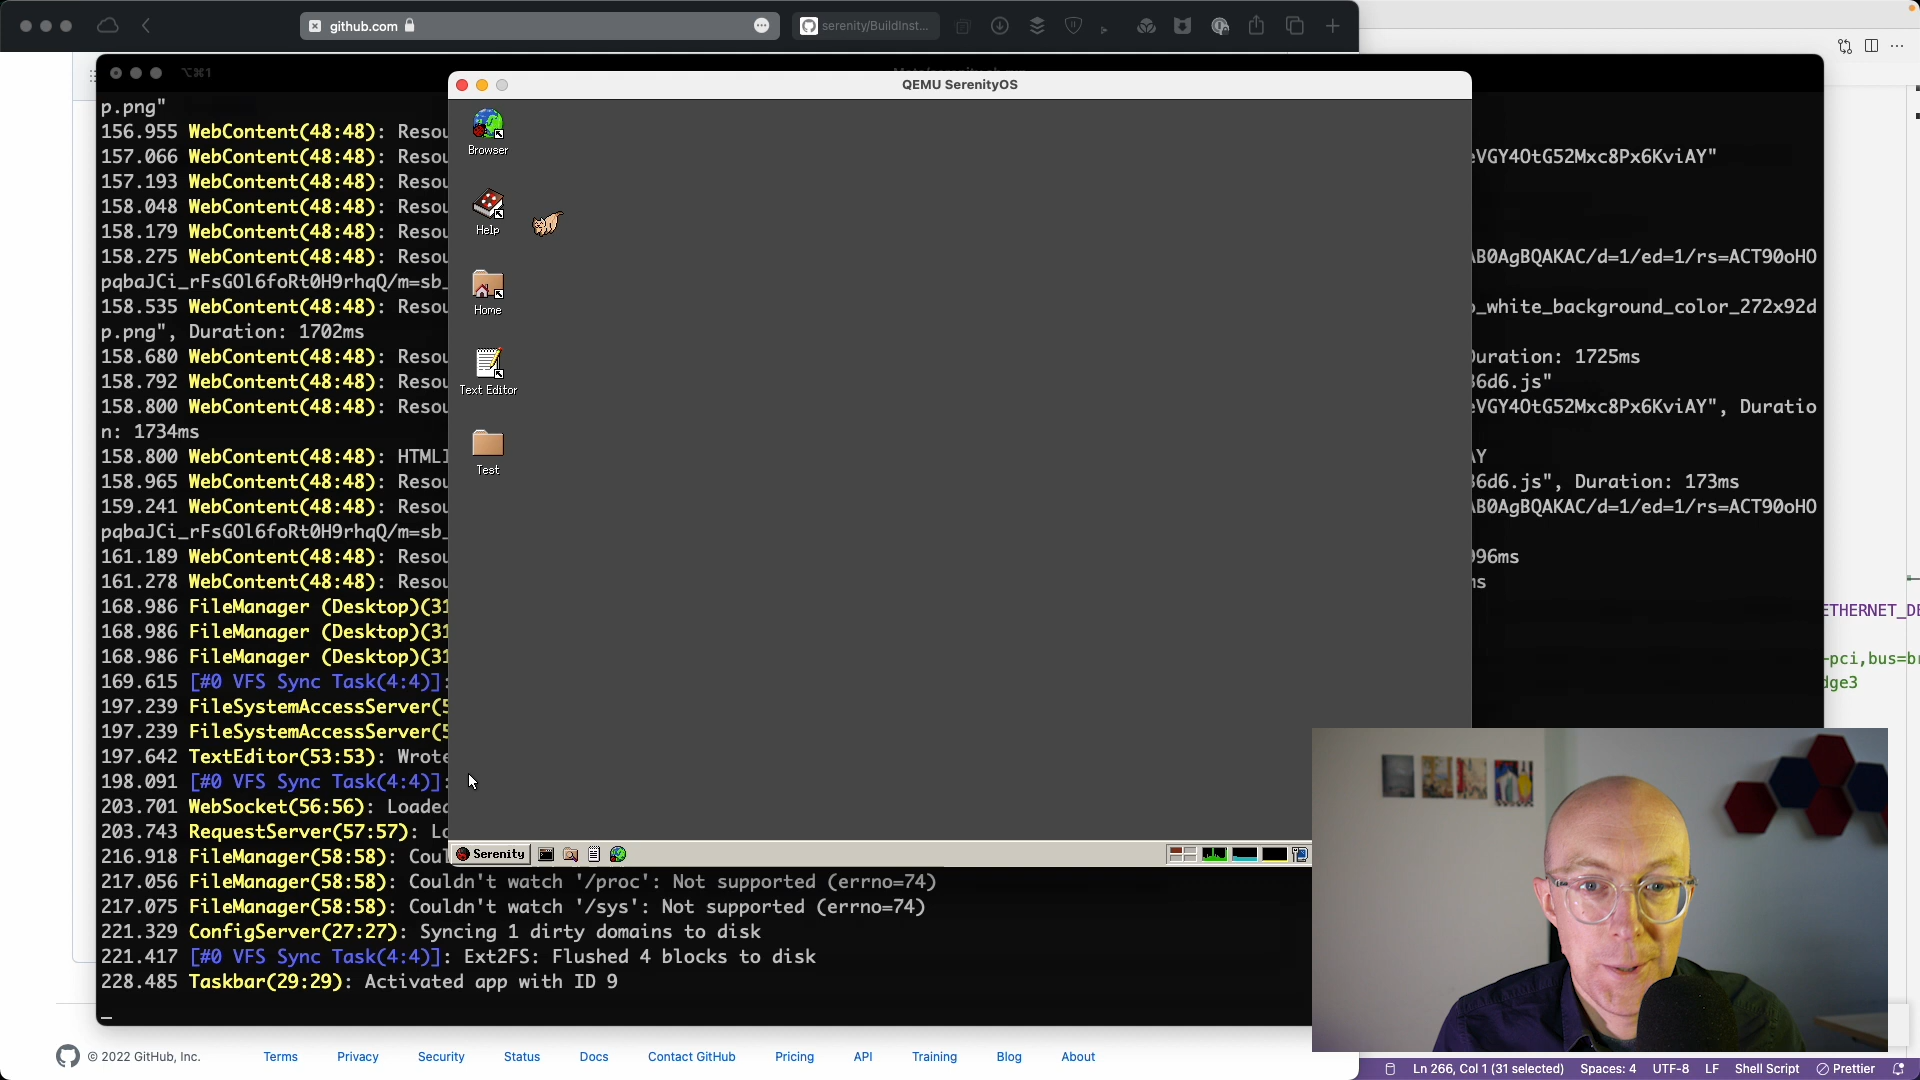 github.com
serenity/BuildInst...
⌥⌘1
QEMU SerenityOS
p.png"
156.955 WebContent(48:48): Resou
157.066 WebContent(48:48): Resou
eVGY4OtG52Mxc8Px6KviAY"
157.193 WebContent(48:48): Resou
158.048 WebContent(48:48): Resou
158.179 WebContent(48:48): Resou
158.275 WebContent(48:48): Resou
AB0AgBQAKAC/d=1/ed=1/rs=ACT90oHO
pqbaJCi_rFsGOl6foRt0H9rhqQ/m=sb_
158.535 WebContent(48:48): Resou
o_white_background_color_272x92d
p.png", Duration: 1702ms
158.680 WebContent(48:48): Resou
Duration: 1725ms
158.792 WebContent(48:48): Resou
36d6.js"
158.800 WebContent(48:48): Resou
eVGY4OtG52Mxc8Px6KviAY", Duratio
n: 1734ms
158.800 WebContent(48:48): HTMLI
AY
158.965 WebContent(48:48): Resou
36d6.js", Duration: 173ms
159.241 WebContent(48:48): Resou
AB0AgBQAKAC/d=1/ed=1/rs=ACT90oHO
pqbaJCi_rFsGOl6foRt0H9rhqQ/m=sb_
161.189 WebContent(48:48): Resou
996ms
161.278 WebContent(48:48): Resou
ms
168.986 FileManager (Desktop)(31
168.986 FileManager (Desktop)(31
168.986 FileManager (Desktop)(31
169.615 [#0 VFS Sync Task(4:4)]:
197.239 FileSystemAccessServer(5
197.239 FileSystemAccessServer(5
197.642 TextEditor(53:53): Wrote
198.091 [#0 VFS Sync Task(4:4)]:
203.701 WebSocket(56:56): Loaded
203.743 RequestServer(57:57): Lo
216.918 FileManager(58:58): Coul
217.056 FileManager(58:58): Couldn't watch '/proc': Not supported (errno=74)
217.075 FileManager(58:58): Couldn't watch '/sys': Not supported (errno=74)
221.329 ConfigServer(27:27): Syncing 1 dirty domains to disk
221.417 [#0 VFS Sync Task(4:4)]: Ext2FS: Flushed 4 blocks to disk
228.485 Taskbar(29:29): Activated app with ID 9
Browser
Help
Home
Text Editor
Test
Serenity
ETHERNET_DE
-pci,bus=br
dge3
© 2022 GitHub, Inc.
Terms
Privacy
Security
Status
Docs
Contact GitHub
Pricing
API
Training
Blog
About
Ln 266, Col 1 (31 selected)
Spaces: 4
UTF-8
LF
Shell Script
Prettier